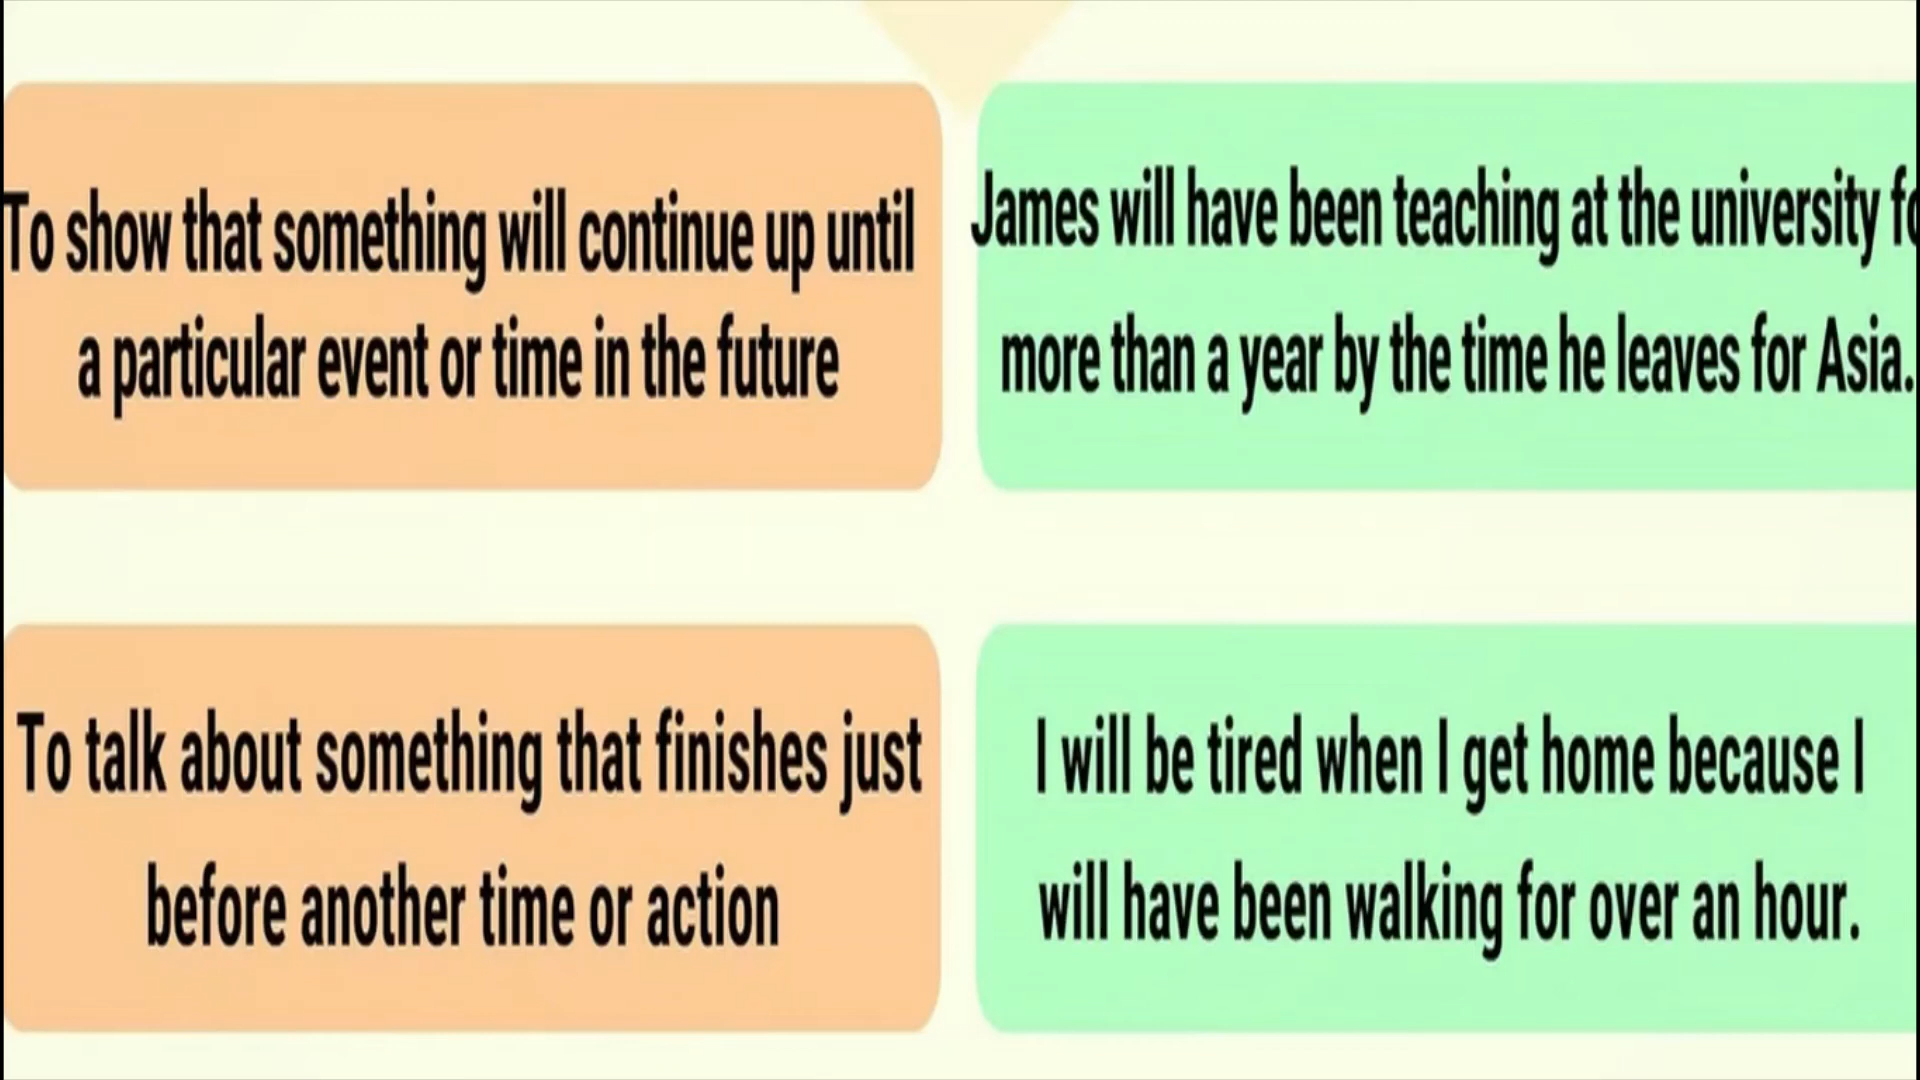 To show that something will continue up until
a particular event or time in the future
James will have been teaching at the university
more than a year by the time he leaves for Asia.
To talk about something that finishes just
before another time or action
I will be tired when I get home because I
will have been walking for over an hour.